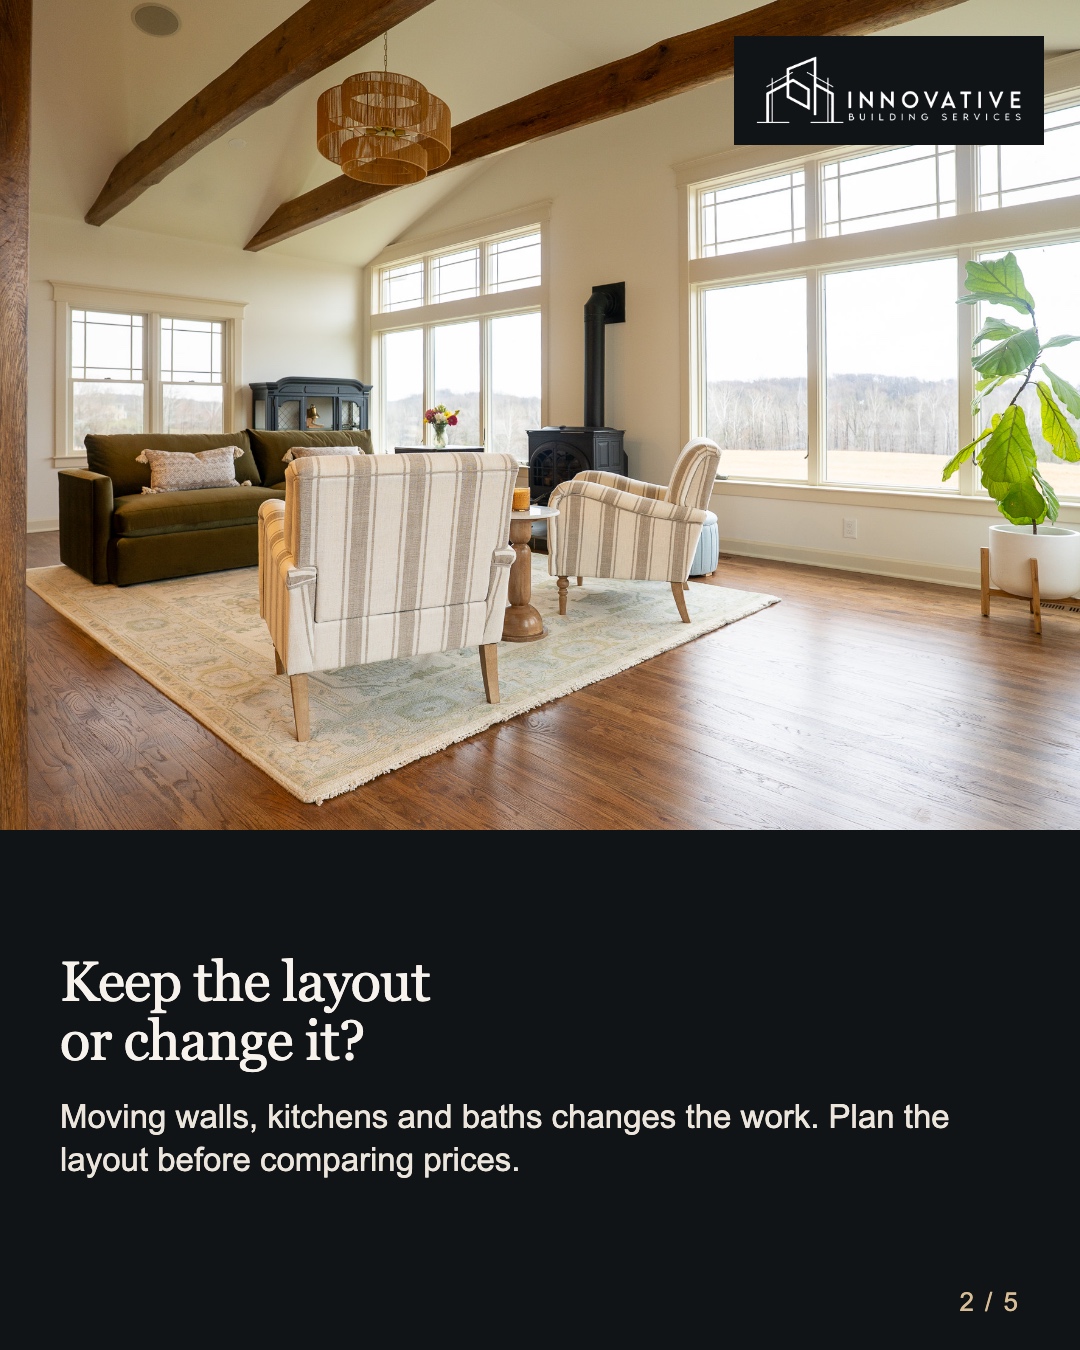 INNOVATIVE
BUILDING SERVICES
Keep the layout
or change it?
Moving walls, kitchens and baths changes the work. Plan the
layout before comparing prices.
2 / 5